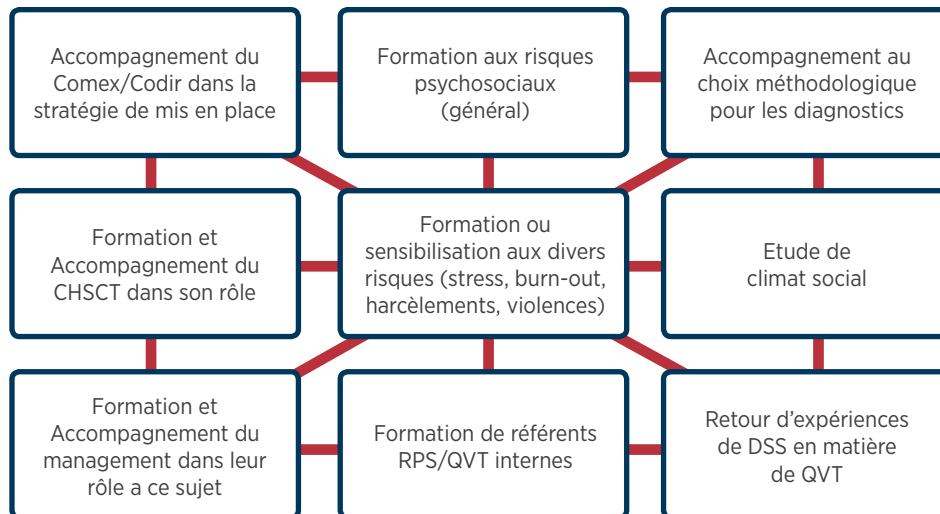 Accompagnement du
Comex/Codir dans la
stratégie de mis en place
Formation aux risques
psychosociaux
(général)
Accompagnement au
choix méthodologique
pour les diagnostics
Formation et
Accompagnement du
CHSCT dans son rôle
Formation ou
sensibilisation aux divers
risques (stress, burn-out,
harcèlements, violences)
Etude de
climat social
Formation et
Accompagnement du
management dans leur
rôle a ce sujet
Formation de référents
RPS/QVT internes
Retour d’expériences
de DSS en matière
de QVT